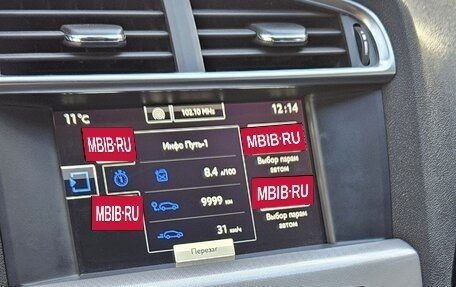 11°C
102.10 MHz
12:14
MBIB·RU
MBIB·RU
Инфо Путь-1
Выбор парам
автом
8.4 л/100
MBIB·RU
MBIB·RU
9999 км
Выбор парам
автом
31 км/ч
Перезаг